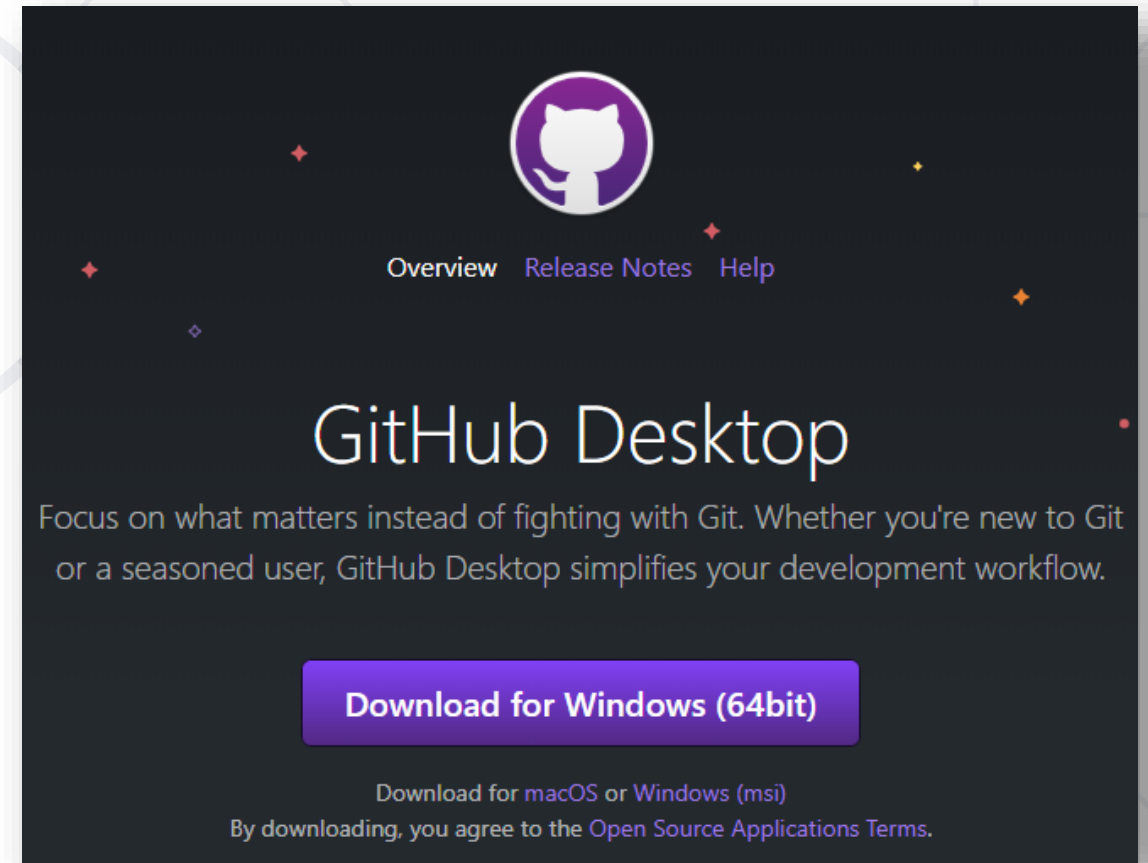 Overview Release Notes Help
GitHub Desktop
Focus on what matters instead of fighting with Git. Whether you're new to Git
or a seasoned user, GitHub Desktop simplifies your development workflow.
Download for Windows (64bit)
Download for macOS or Windows (msi)
By downloading, you agree to the Open Source Applications Terms.